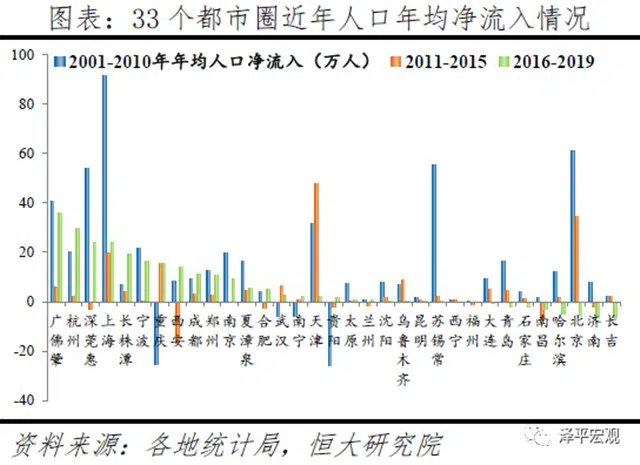 图表：33 个都市圈近年人口年均净流入情况
2001-2010年年均人口净流入（万人） 2011-2015 2016-2019
100
80
60
40
20
0
-20
-40
广佛肇 杭州 深莞惠 上海 长株潭 宁波 重庆 西安 成都 郑州 南京 厦漳泉 合肥 武汉 南宁 天津 贵阳 太原 兰州 沈阳 乌鲁木齐 昆明 苏锡常 西宁 福州 大连 青岛 石家庄 南昌 哈尔滨 北京 济南 长吉
泽平宏观
资料来源：各地统计局，恒大研究院